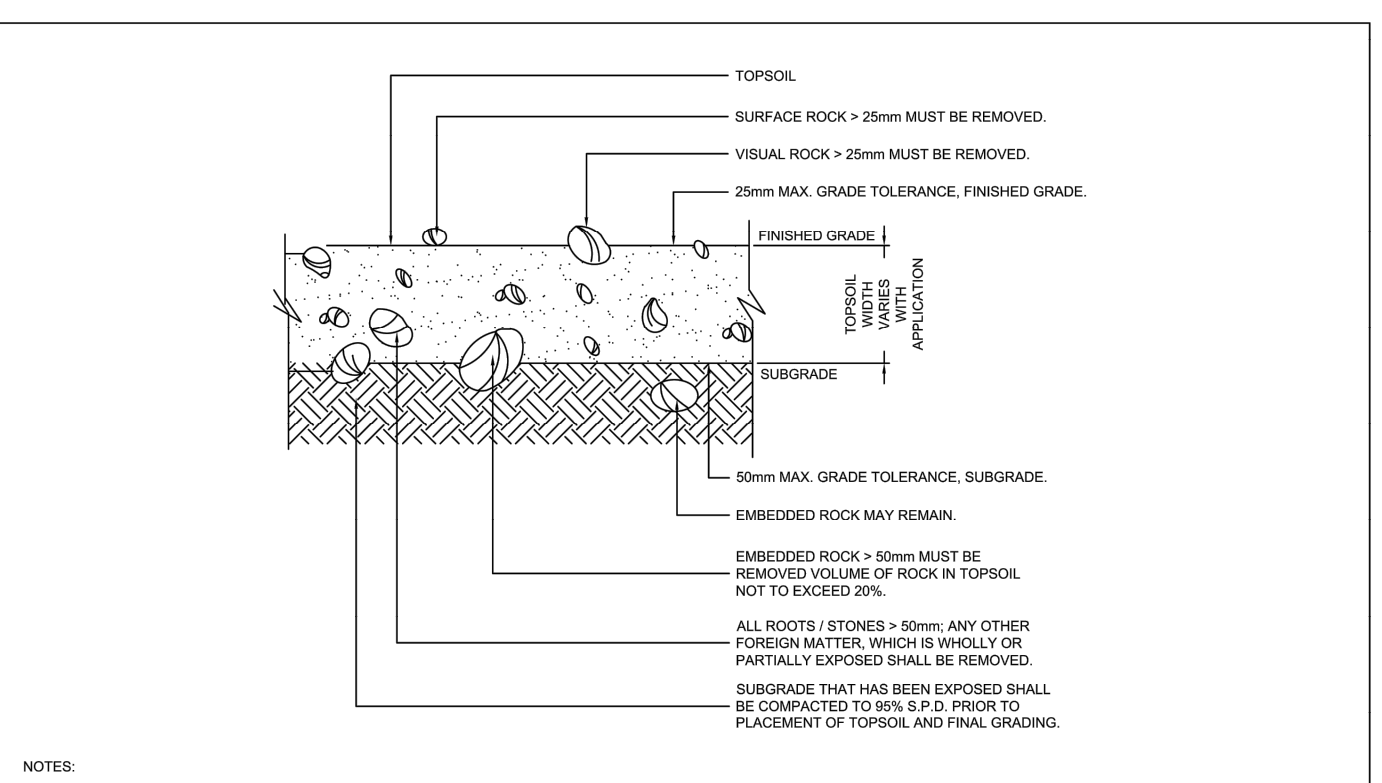 TOPSOIL
SURFACE ROCK > 25mm MUST BE REMOVED.
VISUAL ROCK > 25mm MUST BE REMOVED.
25mm MAX. GRADE TOLERANCE, FINISHED GRADE.
FINISHED GRADE
TOPSOIL
WIDTH
VARIES
WITH
APPLICATION
SUBGRADE
50mm MAX. GRADE TOLERANCE, SUBGRADE.
EMBEDDED ROCK MAY REMAIN.
EMBEDDED ROCK > 50mm MUST BE
REMOVED VOLUME OF ROCK IN TOPSOIL
NOT TO EXCEED 20%.
ALL ROOTS / STONES > 50mm; ANY OTHER
FOREIGN MATTER, WHICH IS WHOLLY OR
PARTIALLY EXPOSED SHALL BE REMOVED.
SUBGRADE THAT HAS BEEN EXPOSED SHALL
BE COMPACTED TO 95% S.P.D. PRIOR TO
PLACEMENT OF TOPSOIL AND FINAL GRADING.
NOTES: